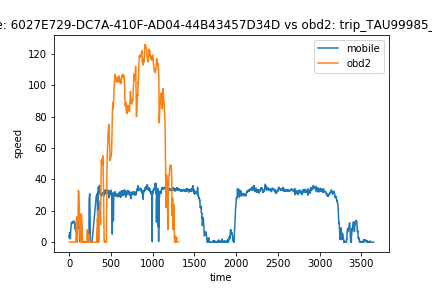 e: 6027E729-DC7A-410F-AD04-44B43457D34D vs obd2: trip_TAU99985_
mobile
obd2
speed
120
100
80
60
40
20
0
0 500 1000 1500 2000 2500 3000 3500
time